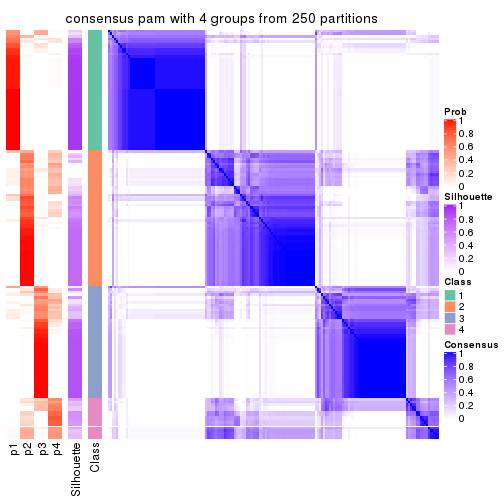 consensus pam with 4 groups from 250 partitions
Prob
1
0.8
0.6
0.4
0.2
0
Silhouette
1
0.8
0.6
0.4
0.2
0
Class
1
2
3
4
Consensus
1
0.8
0.6
0.4
0.2
0
p1
p2
p3
p4
Silhouette
Class